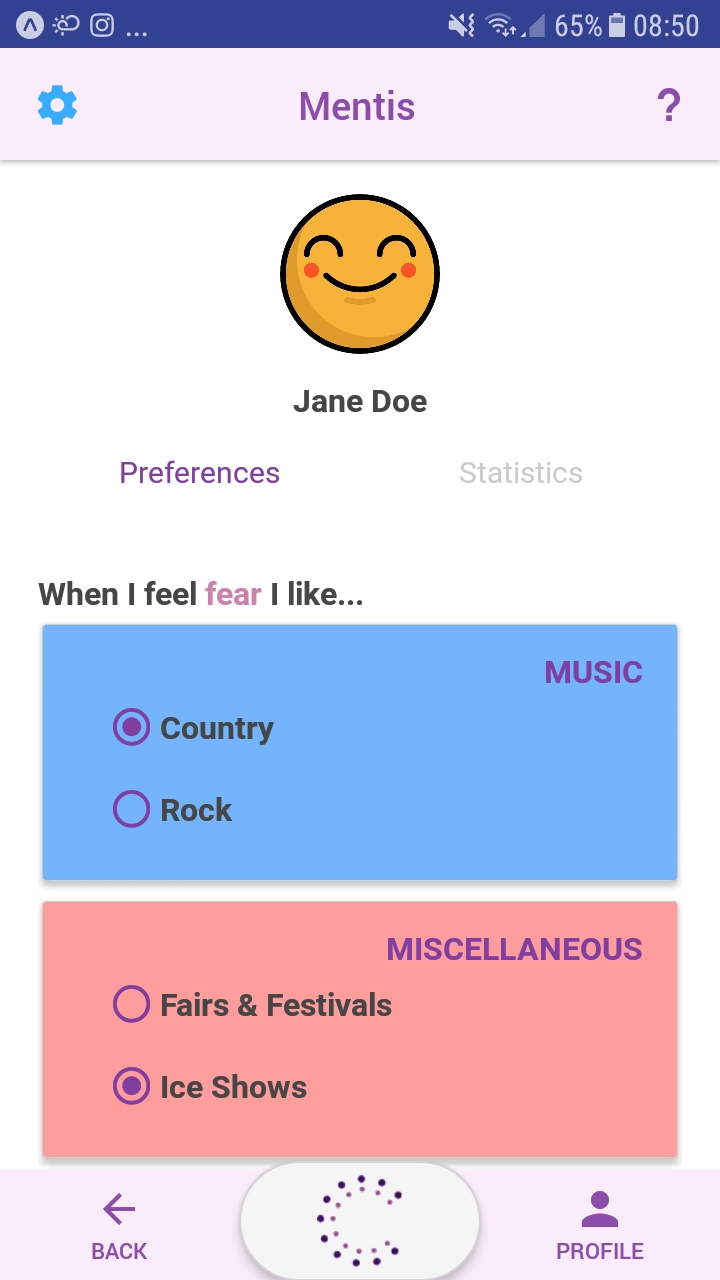 ... 65% 08:50
Mentis ?
Jane Doe
Preferences Statistics
When I feel fear I like...
MUSIC
Country
Rock
MISCELLANEOUS
Fairs & Festivals
Ice Shows
BACK PROFILE